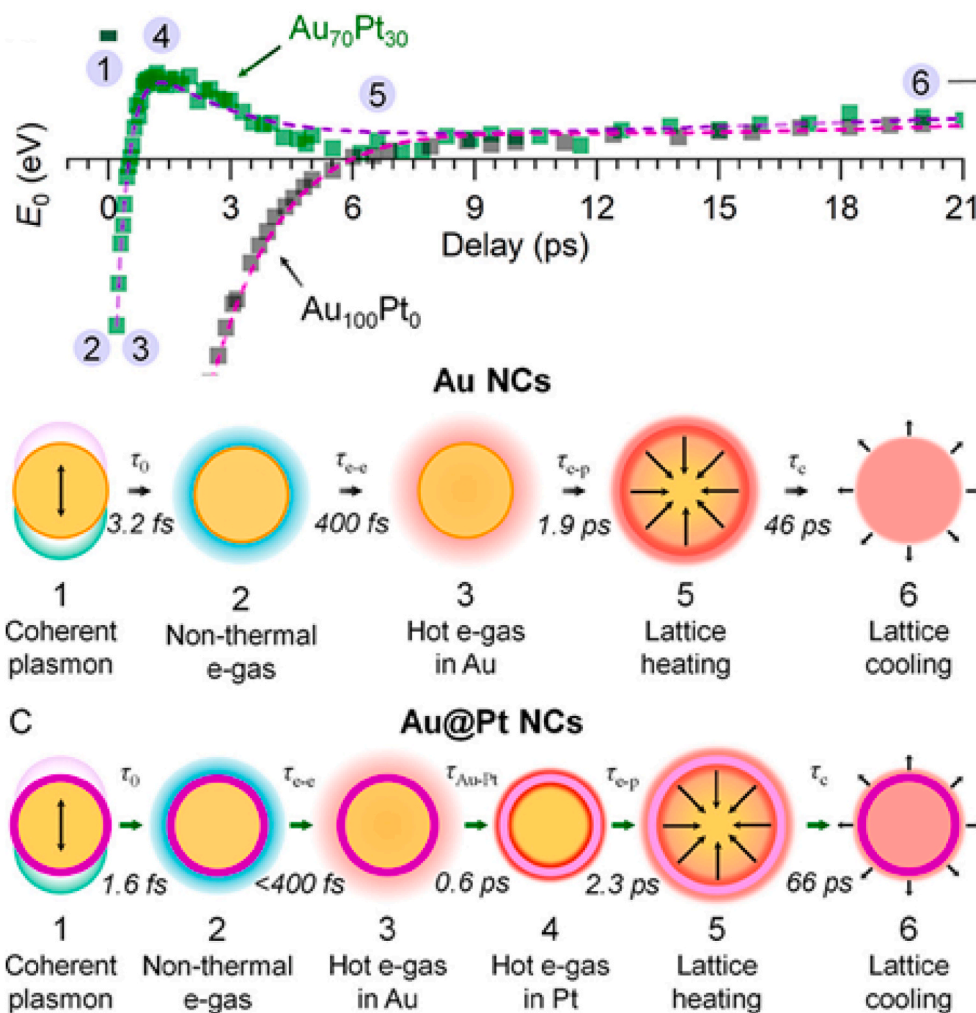 4
Au70Pt30
1
5
6
E0 (eV)
0 3 6 9 12 15 18 21
Delay (ps)
Au100Pt0
2 3
Au NCs
τ0 τe-e τe-p τc
3.2 fs 400 fs 1.9 ps 46 ps
1 2 3 5 6
Coherent Non-thermal Hot e-gas Lattice Lattice
plasmon e-gas in Au heating cooling
C Au@Pt NCs
τ0 τe-e τAu-Pt τe-p τc
1.6 fs <400 fs 0.6 ps 2.3 ps 66 ps
1 2 3 4 5 6
Coherent Non-thermal Hot e-gas Hot e-gas Lattice Lattice
plasmon e-gas in Au in Pt heating cooling